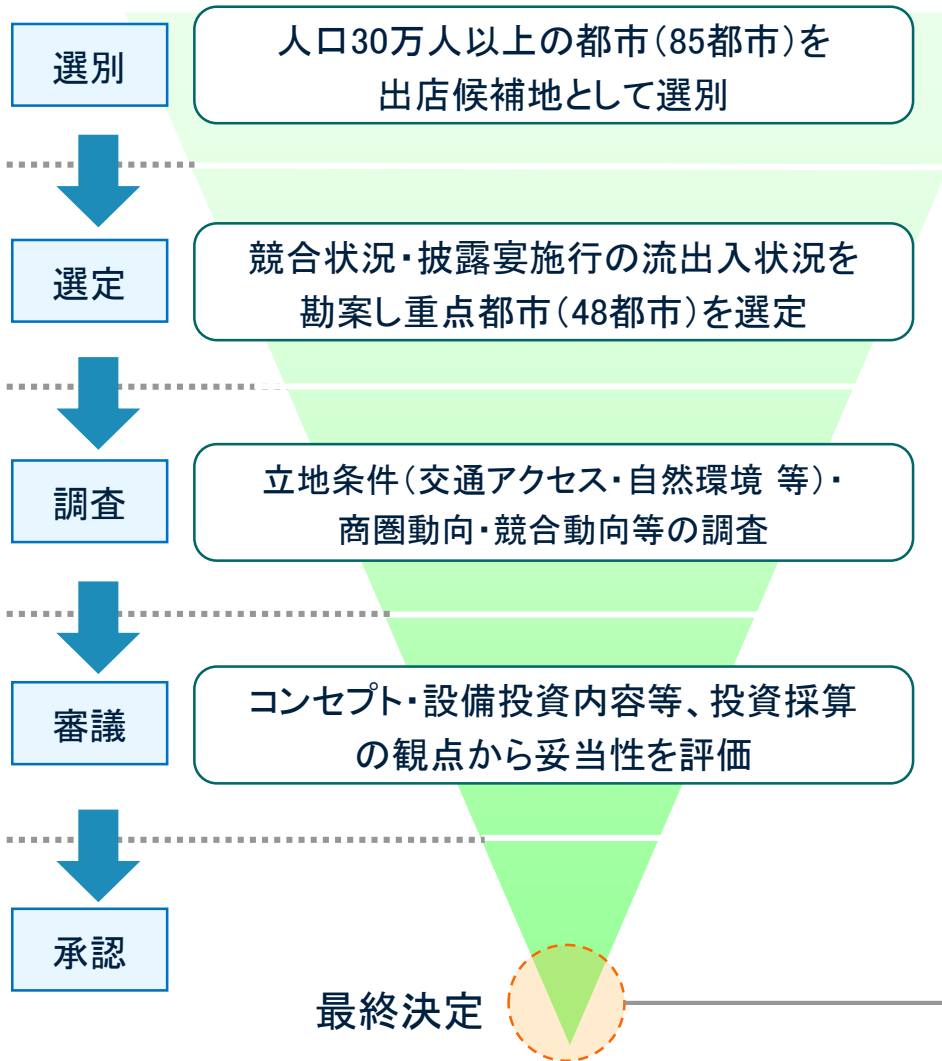 選別
人口30万人以上の都市（85都市）を
出店候補地として選別
選定
競合状況・披露宴施行の流出入状況を
勘案し重点都市（48都市）を選定
調査
立地条件（交通アクセス・自然環境 等）・
商圏動向・競合動向等の調査
審議
コンセプト・設備投資内容等、投資採算
の観点から妥当性を評価
承認
最終決定